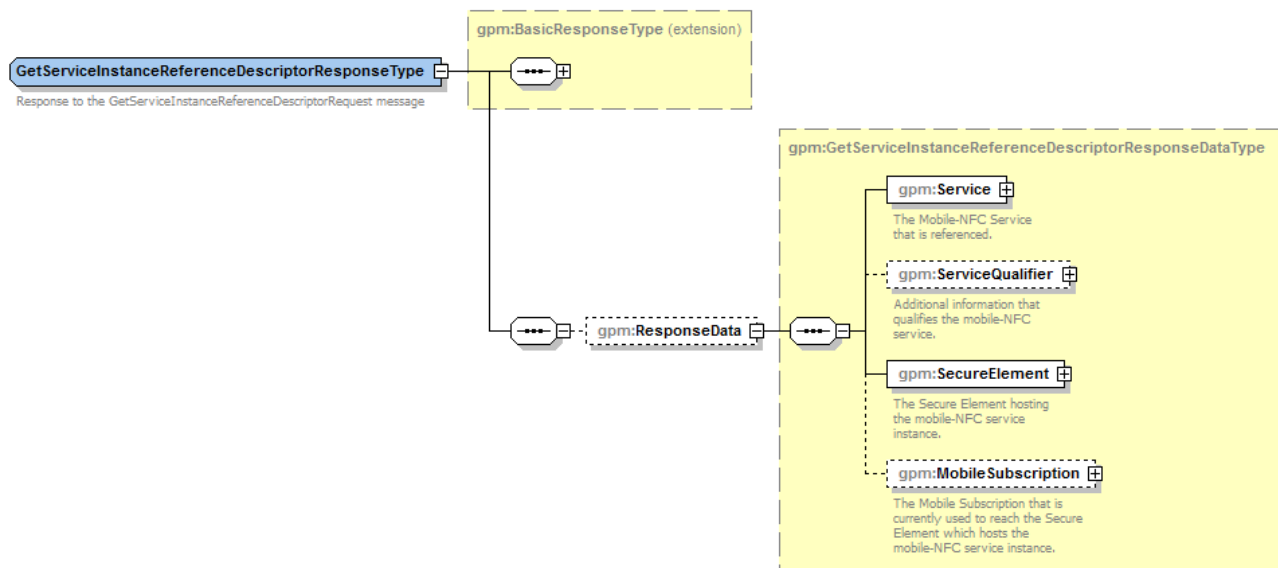 gpm:BasicResponseType (extension)
GetServiceInstanceReferenceDescriptorResponseType
Response to the GetServiceInstanceReferenceDescriptorRequest message
gpm:GetServiceInstanceReferenceDescriptorResponseDataType
gpm:Service
The Mobile-NFC Service
that is referenced.
gpm:ServiceQualifier
Additional information that
qualifies the mobile-NFC
service.
gpm:ResponseData
gpm:SecureElement
The Secure Element hosting
the mobile-NFC service
instance.
gpm:MobileSubscription
The Mobile Subscription that is
currently used to reach the Secure
Element which hosts the
mobile-NFC service instance.